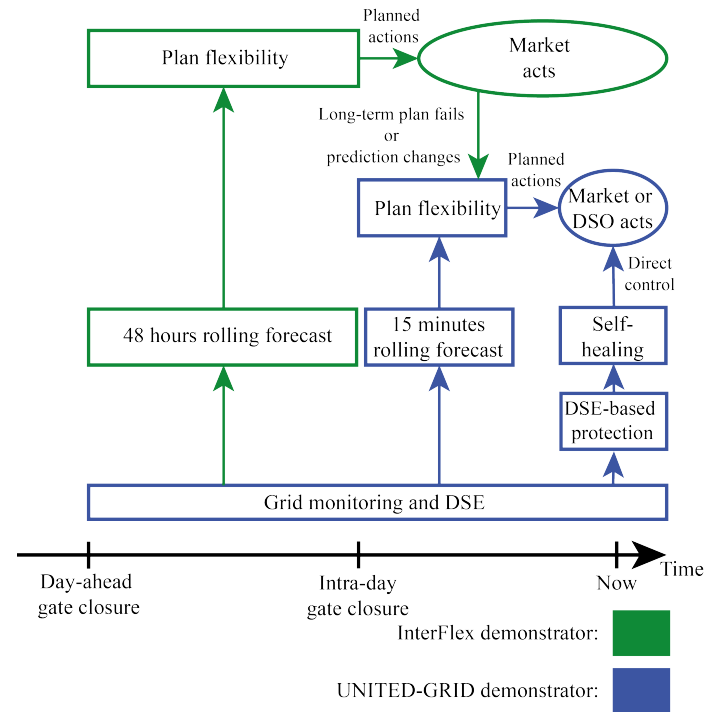 Planned
actions
Plan flexibility
Market
acts
Long-term plan fails
or
prediction changes
Planned
actions
Plan flexibility
Market or
DSO acts
Direct
control
48 hours rolling forecast
15 minutes
rolling forecast
Self-
healing
DSE-based
protection
Grid monitoring and DSE
Time
Day-ahead
gate closure
Intra-day
gate closure
Now
InterFlex demonstrator:
UNITED-GRID demonstrator: